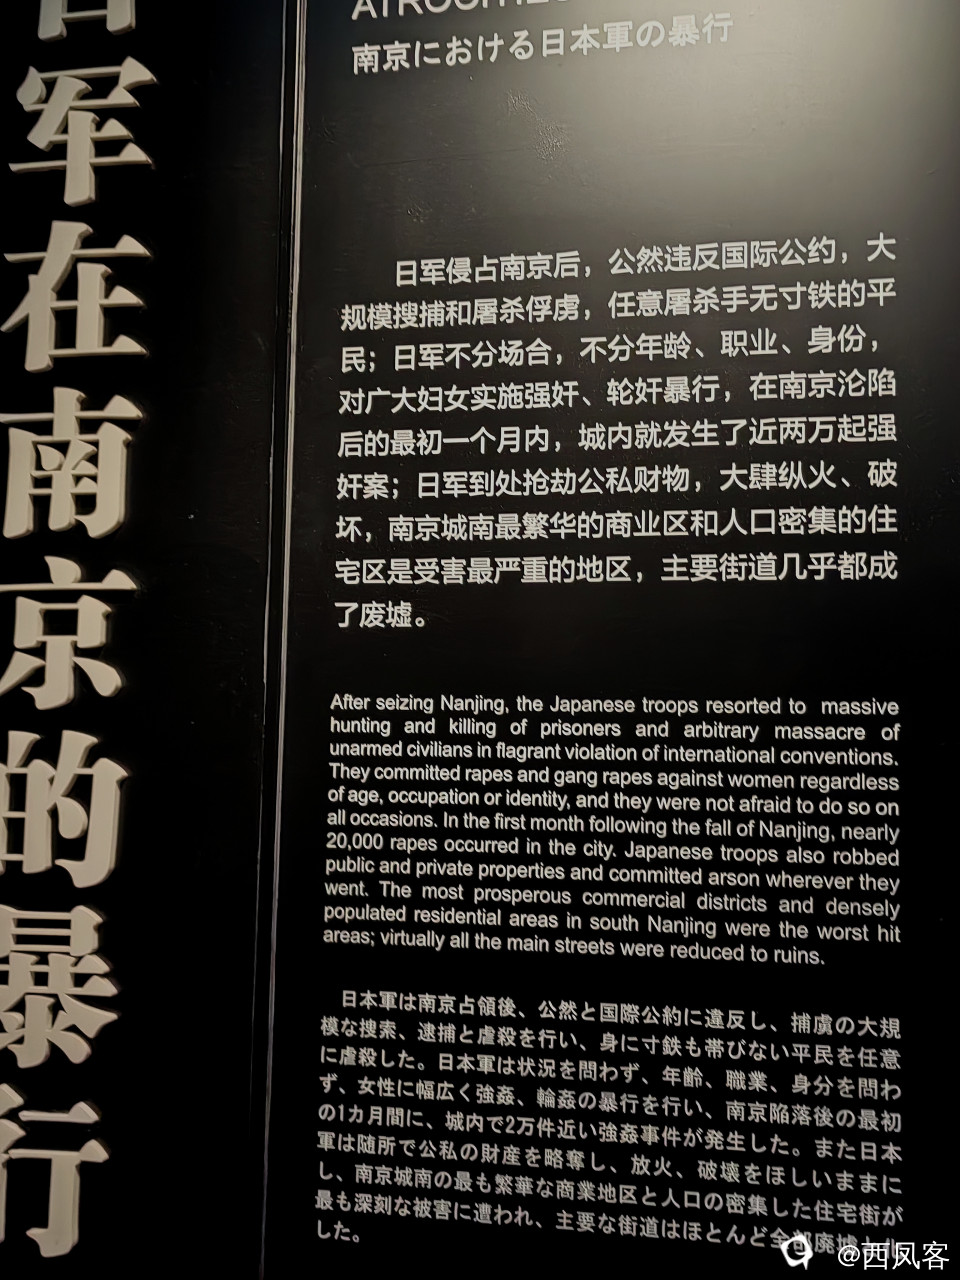 日军在南京的暴行
南京における日本軍の暴行
日军侵占南京后，公然违反国际公约，大
规模搜捕和屠杀俘虏，任意屠杀手无寸铁的平
民；日军不分场合，不分年龄、职业、身份，
对广大妇女实施强奸、轮奸暴行，在南京沦陷
后的最初一个月内，城内就发生了近两万起强
奸案；日军到处抢劫公私财物，大肆纵火、破
坏，南京城南最繁华的商业区和人口密集的住
宅区是受害最严重的地区，主要街道几乎都成
了废墟。
After seizing Nanjing, the Japanese troops resorted to massive
hunting and killing of prisoners and arbitrary massacre of
unarmed civilians in flagrant violation of international conventions.
They committed rapes and gang rapes against women regardless
of age, occupation or identity, and they were not afraid to do so on
all occasions. In the first month following the fall of Nanjing, nearly
20,000 rapes occurred in the city. Japanese troops also robbed
public and private properties and committed arson wherever they
went. The most prosperous commercial districts and densely
populated residential areas in south Nanjing were the worst hit
areas; virtually all the main streets were reduced to ruins.
日本軍は南京占領後、公然と国際公約に違反し、捕虜の大規
模な捜索、逮捕と虐殺を行い、身に寸鉄も帯びない平民を任意
に虐殺した。日本軍は状況を問わず、年齢、職業、身分を問わ
ず、女性に幅広く強姦、輪姦の暴行を行い、南京陥落後の最初
の1カ月間に、城内で2万件近い強姦事件が発生した。また日本
軍は随所で公私の財産を略奪し、放火、破壊をほしいままに
し、南京城南の最も繁華な商業地区と人口の密集した住宅街が
最も深刻な被害に遭われ、主要な街道はほとんど全部廃墟と化
した。
@西凤客